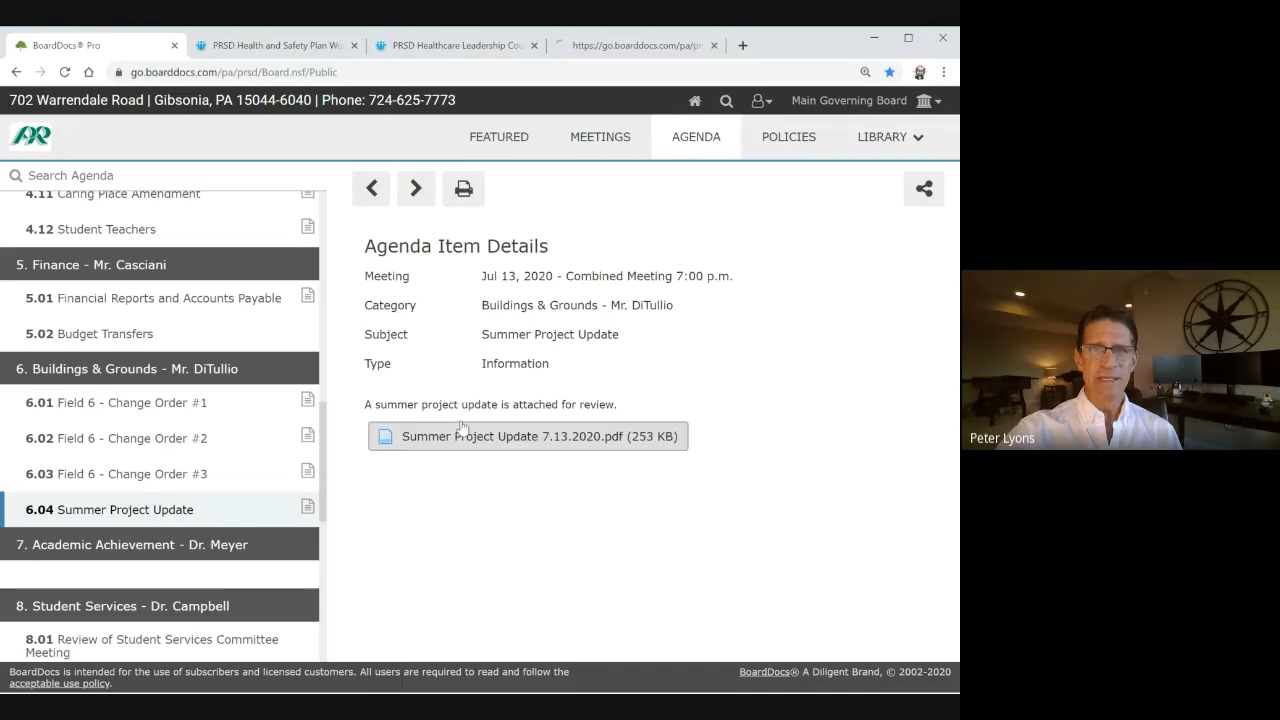 BoardDocs® Pro
PRSD Health and Safety Plan Wo
PRSD Healthcare Leadership Cou
https://go.boarddocs.com/pa/pr
go.boarddocs.com/pa/prsd/Board.nsf/Public
702 Warrendale Road | Gibsonia, PA 15044-6040 | Phone: 724-625-7773
Main Governing Board
PR
FEATURED
MEETINGS
AGENDA
POLICIES
LIBRARY
Search Agenda
4.11 Caring Place Amendment
4.12 Student Teachers
5. Finance - Mr. Casciani
5.01 Financial Reports and Accounts Payable
5.02 Budget Transfers
6. Buildings & Grounds - Mr. DiTullio
6.01 Field 6 - Change Order #1
6.02 Field 6 - Change Order #2
6.03 Field 6 - Change Order #3
6.04 Summer Project Update
7. Academic Achievement - Dr. Meyer
8. Student Services - Dr. Campbell
8.01 Review of Student Services Committee
Meeting
Agenda Item Details
Meeting Jul 13, 2020 - Combined Meeting 7:00 p.m.
Category Buildings & Grounds - Mr. DiTullio
Subject Summer Project Update
Type Information
A summer project update is attached for review.
Summer Project Update 7.13.2020.pdf (253 KB)
Peter Lyons
BoardDocs is intended for the use of subscribers and licensed customers. All users are required to read and follow the
acceptable use policy.
BoardDocs® A Diligent Brand, © 2002-2020